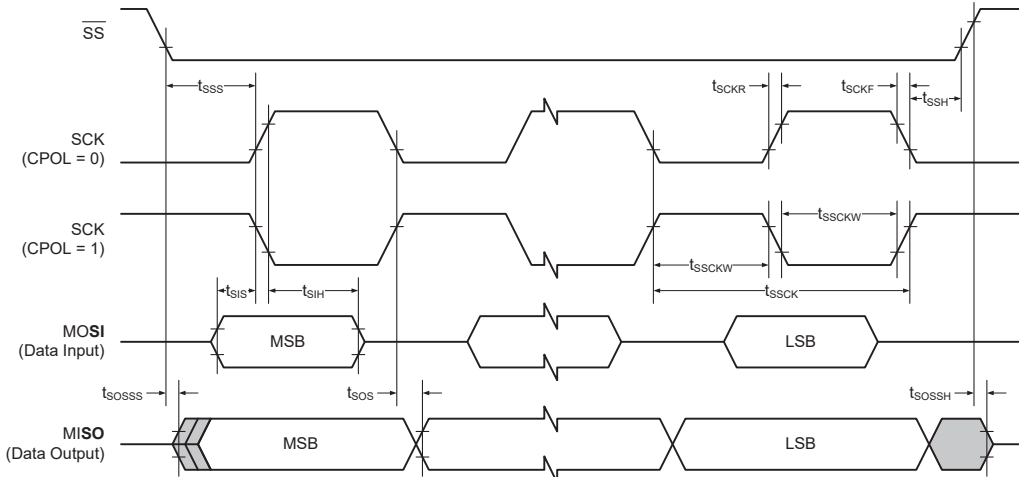 SS
tSSS
tSCKR
tSCKF
tSSH
SCK
(CPOL = 0)
SCK
(CPOL = 1)
tSSCKW
tSSCKW
tSSCK
tSIS
tSIH
MOSI
(Data Input)
MSB
LSB
tSOSSS
tSOS
tSOSSH
MISO
(Data Output)
MSB
LSB